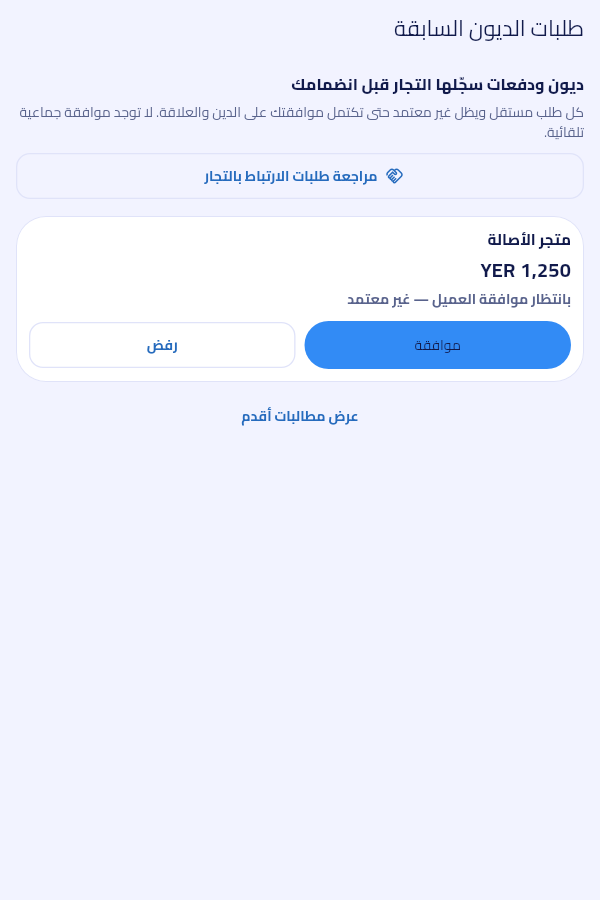 طلبات الديون السابقة
ديون ودفعات سجّلها التجار قبل انضمامك
كل طلب مستقل ويظل غير معتمد حتى تكتمل موافقتك على الدين والعلاقة. لا توجد موافقة جماعية
تلقائية.
مراجعة طلبات الارتباط بالتجار
متجر الأصالة
YER 1,250
بانتظار موافقة العميل — غير معتمد
موافقة
رفض
عرض مطالبات أقدم